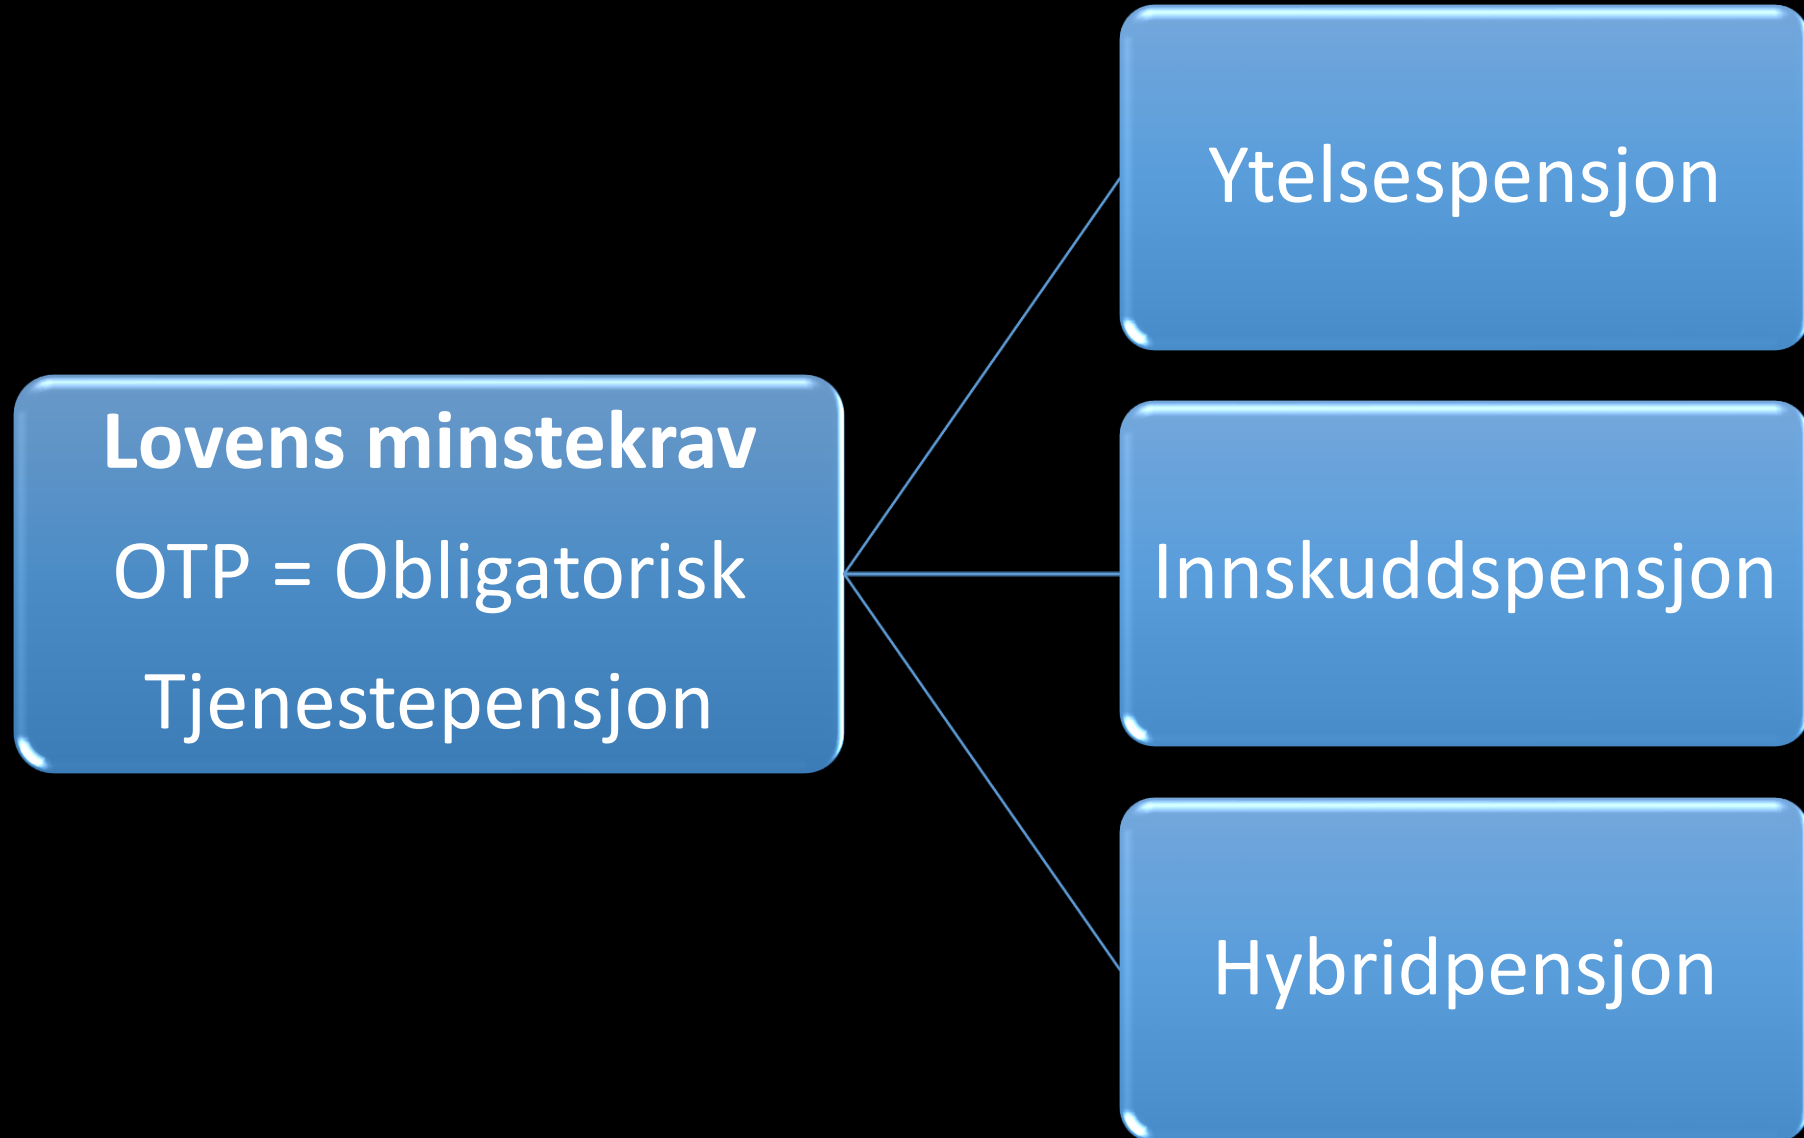 Lovens minstekrav
OTP = Obligatorisk
Tjenestepensjon
Ytelsespensjon
Innskuddspensjon
Hybridpensjon